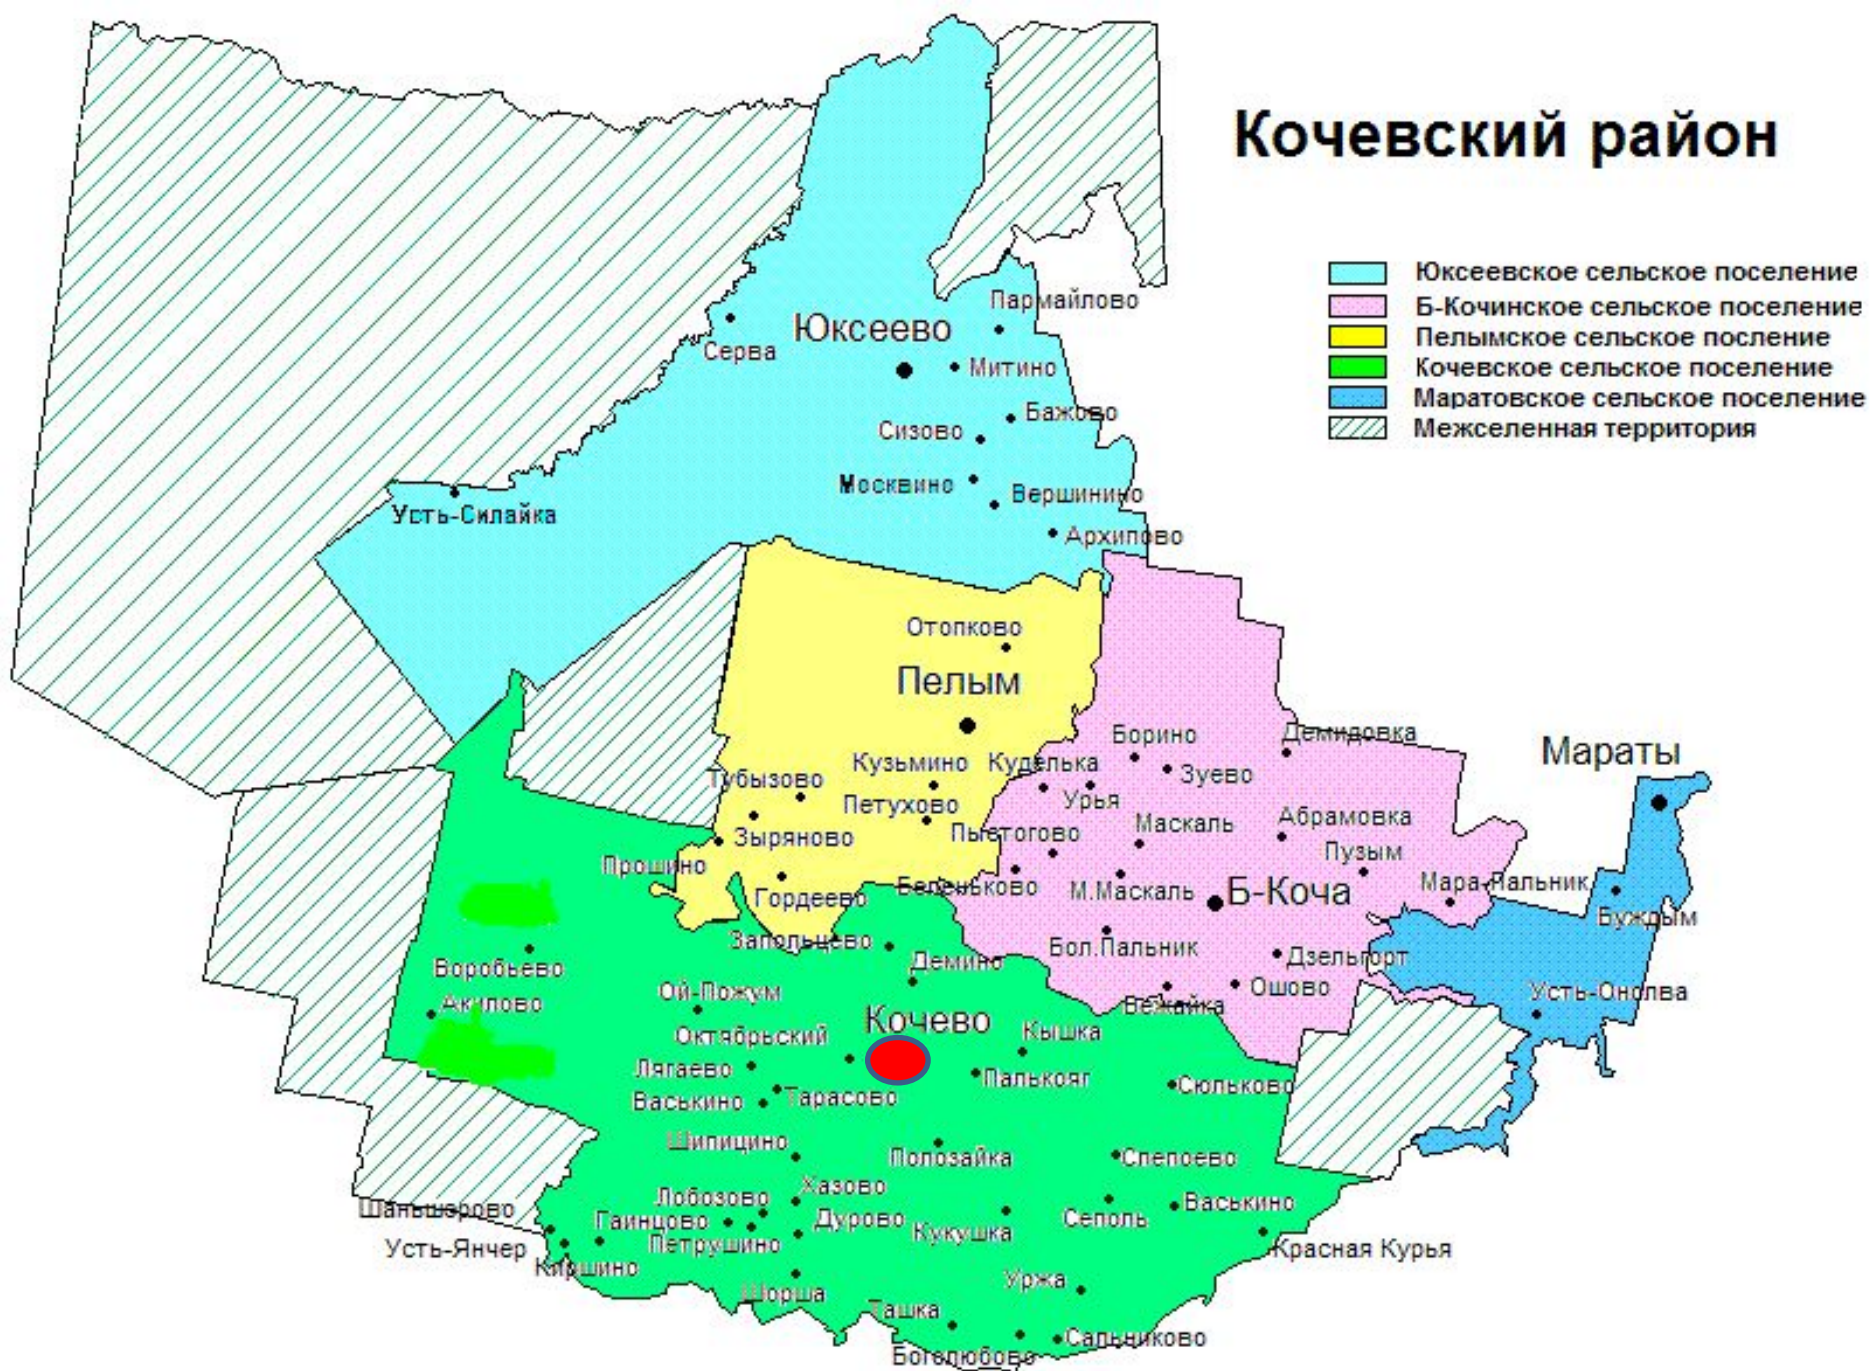 Кочевский район
Юксеевское сельское поселение
Б-Кочинское сельское поселение
Пелымское сельское посление
Кочевское сельское поселение
Маратовское сельское поселение
Межселенная территория
Пармайлово
Юксеево
Серва
Митино
Бажово
Сизово
Москвино
Вершинино
Усть-Силайка
Архипово
Отопково
Пелым
Борино
Демидовка
Мараты
Кузьмино
Куделька
Зуево
Тубызово
Петухово
Урья
Абрамовка
Маскаль
Пыстогово
Зыряново
Пузым
Прошино
Мара-Пальник
Беленьково
М.Маскаль
Б-Коча
Гордеево
Буждым
Запольцево
Бол.Пальник
Дзельгорт
Демино
Воробьево
Ошово
Ой-Пожум
Усть-Онолва
Акилово
Вежайка
Кочево
Кышка
Октябрьский
Лягаево
Палькояг
Сюльково
Васькино
Тарасово
Шипицино
Полозайка
Слепоево
Хазово
Лобозово
Васькино
Шаньшерово
Гаинцово
Дурово
Сеполь
Кукушка
Петрушино
Усть-Янчер
Красная Курья
Киршино
Уржа
Шорша
Ташка
Сальниково
Боголюбово